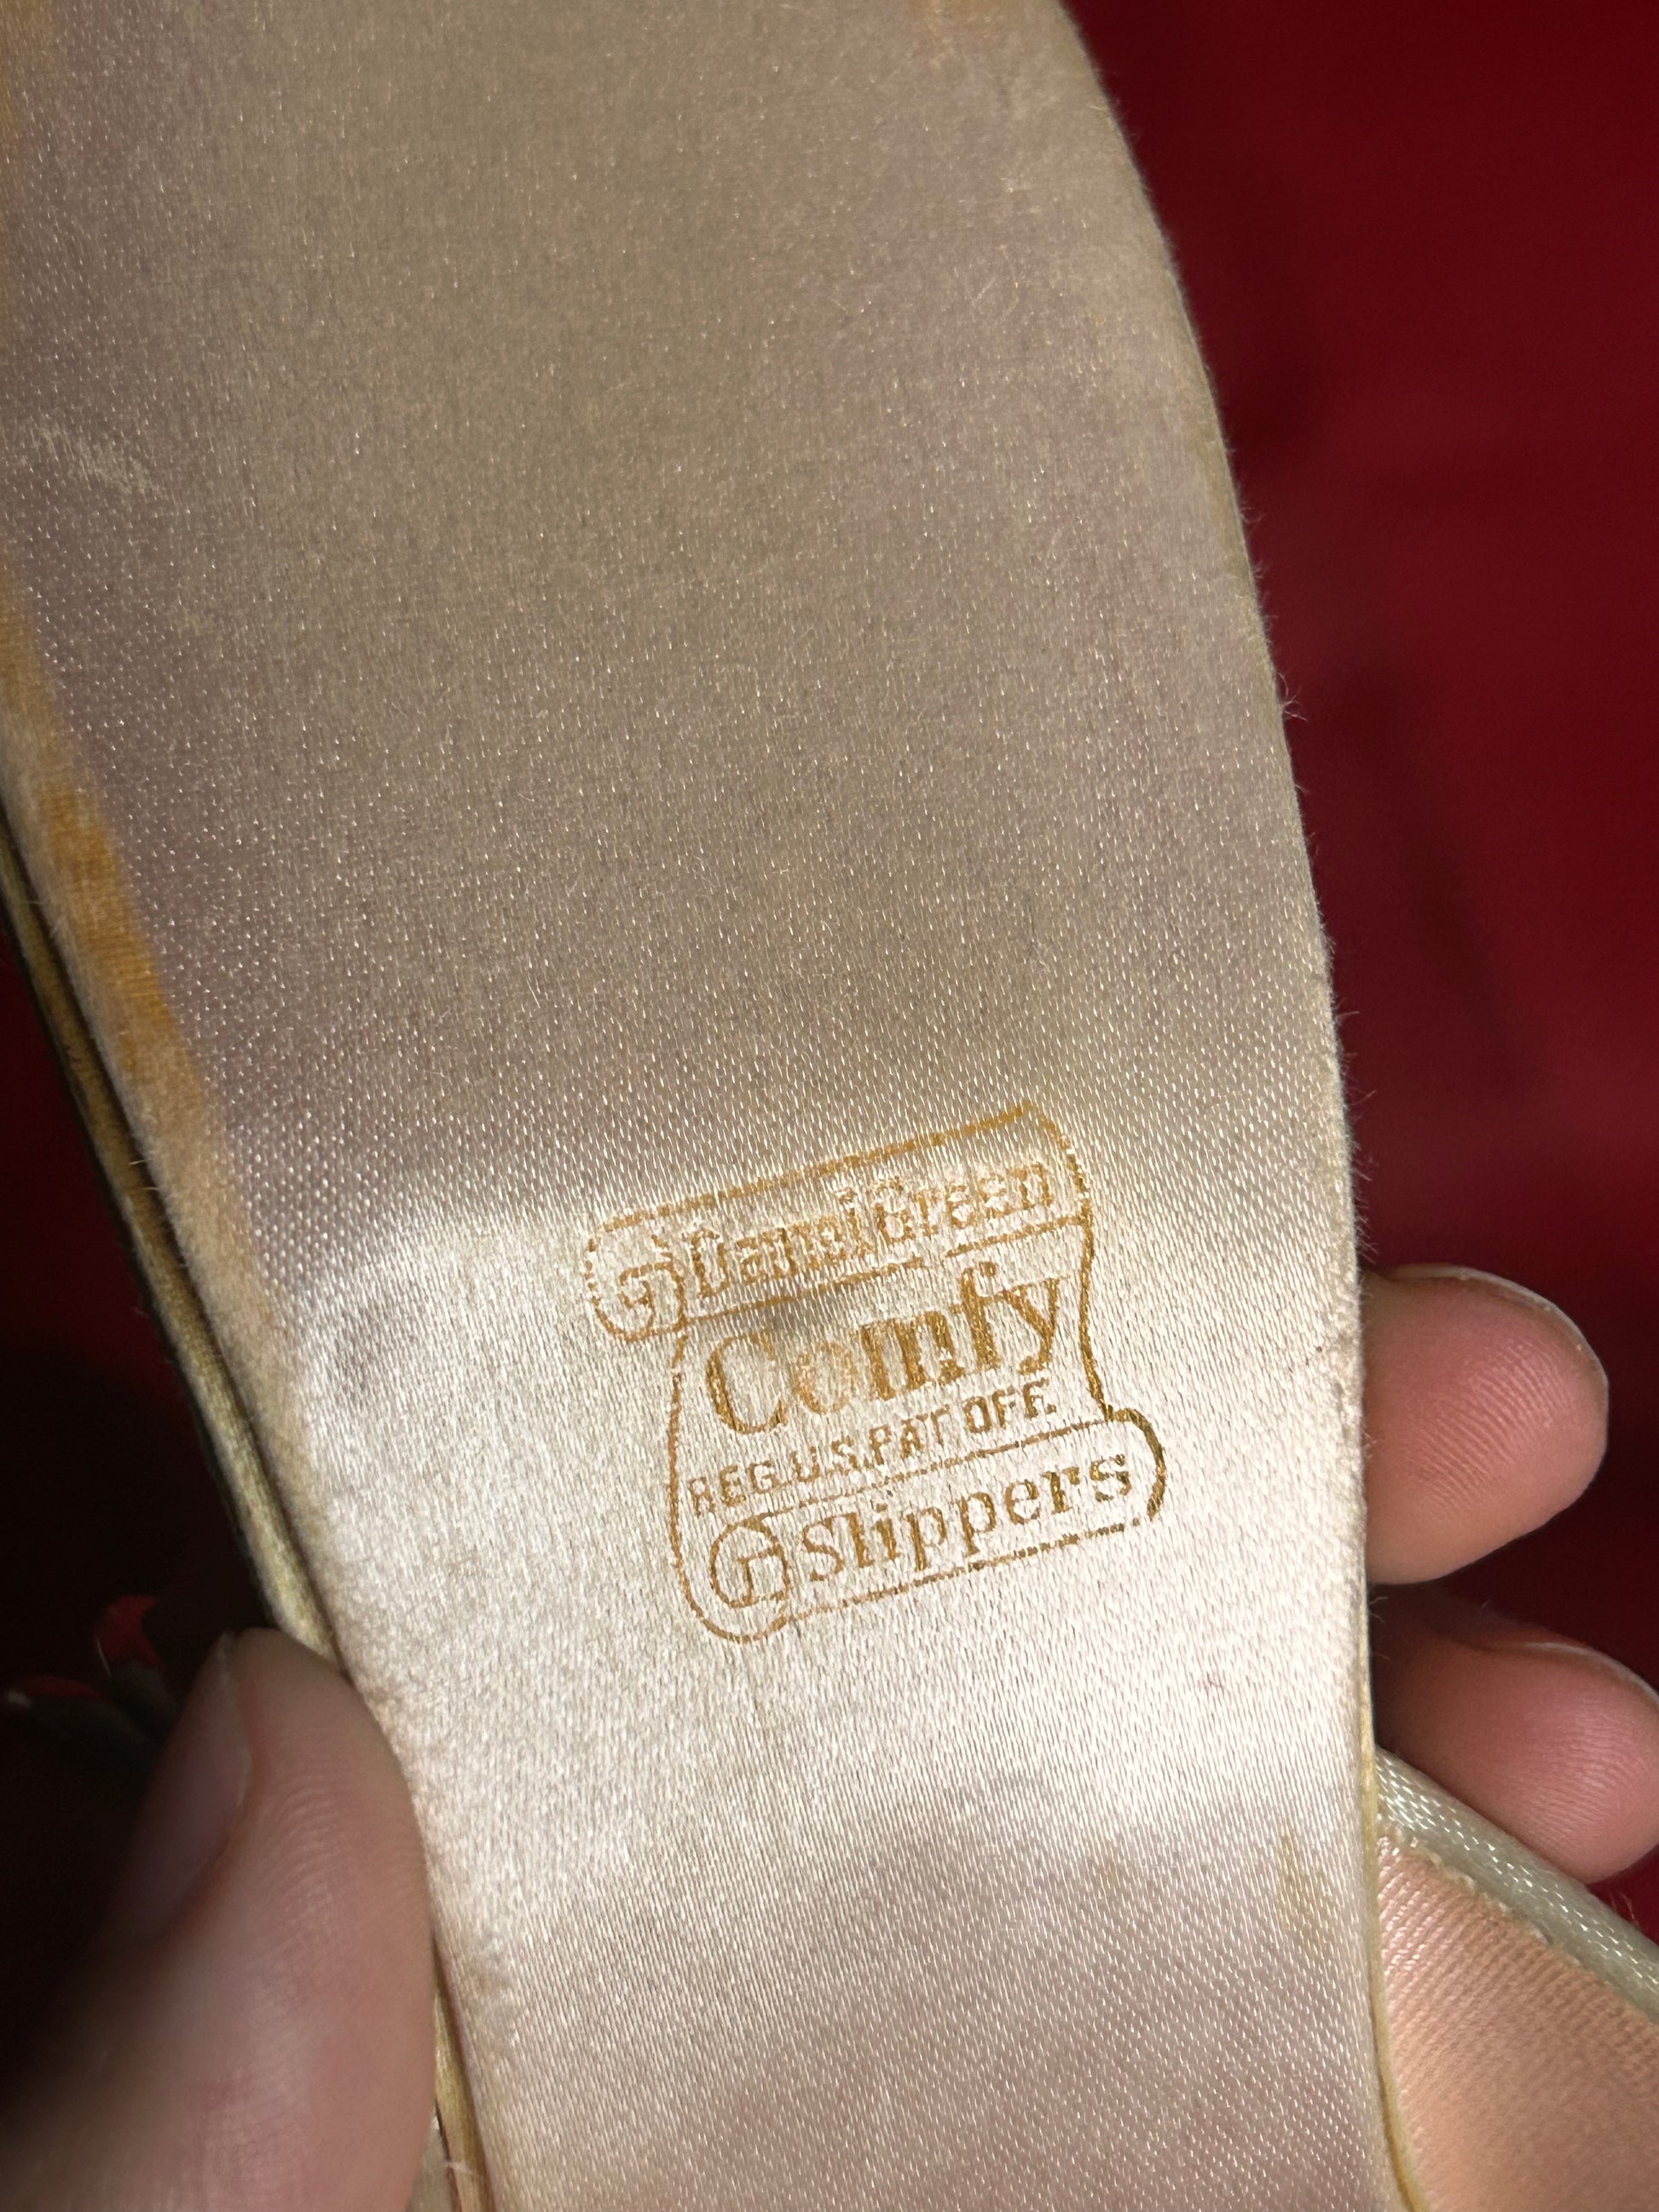 Daniel Green
Comfy
REG. U.S. PAT OFF.
Slippers